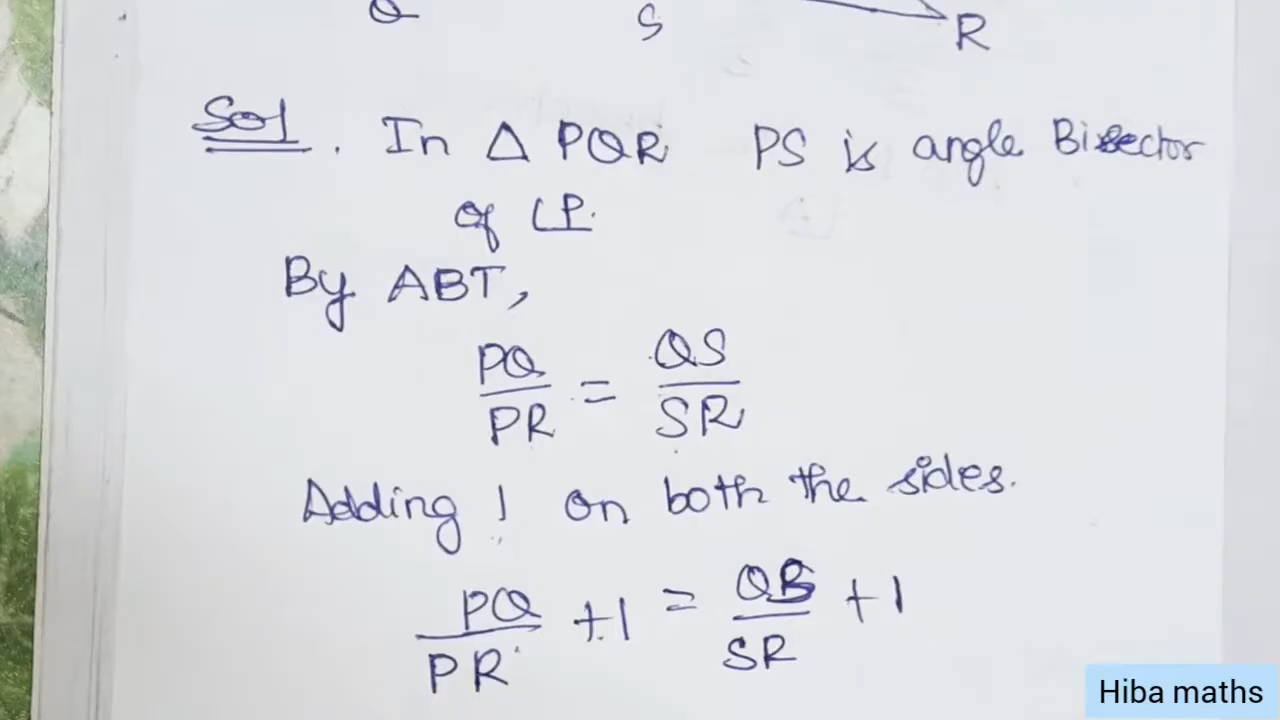 Q S R
Sol. In △ PQR PS is angle Bisector
of ∠P.
By ABT,
PQ/PR = QS/SR
Adding 1 on both the sides.
PQ/PR +1 = QS/SR +1
Hiba maths